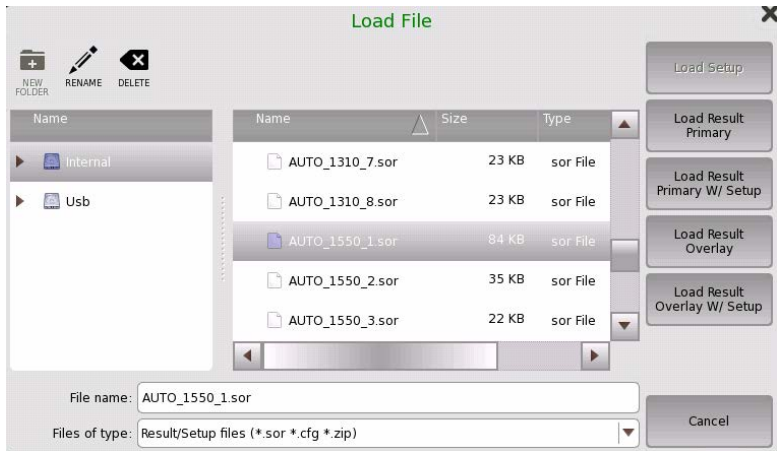 Load File
NEW
FOLDER
RENAME
DELETE
Load Setup
Name
Internal
Usb
Name
Size
Type
AUTO_1310_7.sor 23 KB sor File
AUTO_1310_8.sor 23 KB sor File
AUTO_1550_1.sor 84 KB sor File
AUTO_1550_2.sor 35 KB sor File
AUTO_1550_3.sor 22 KB sor File
Load Result
Primary
Load Result
Primary W/ Setup
Load Result
Overlay
Load Result
Overlay W/ Setup
File name: AUTO_1550_1.sor
Files of type: Result/Setup files (*.sor *.cfg *.zip)
Cancel